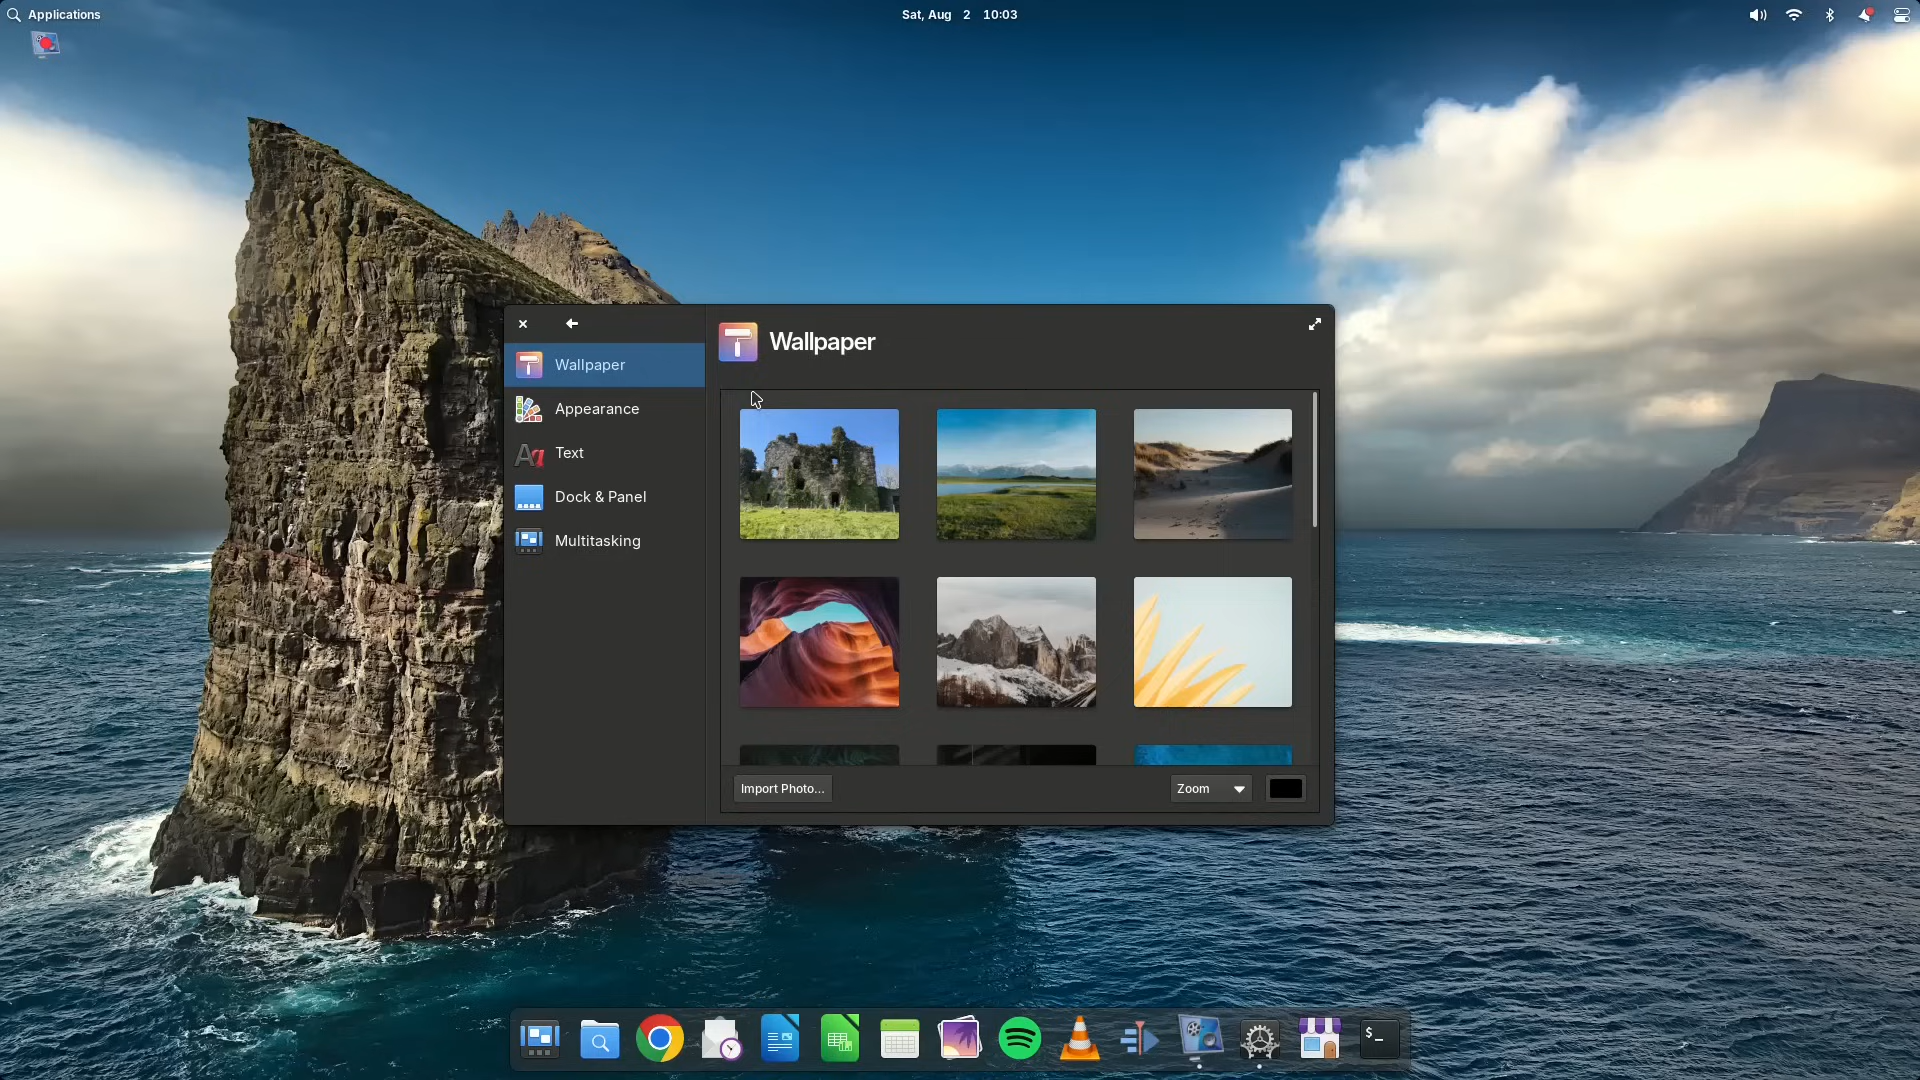 Applications
Sat, Aug 2 10:03
Wallpaper
Wallpaper
Appearance
Text
Dock & Panel
Multitasking
Import Photo...
Zoom
$ _